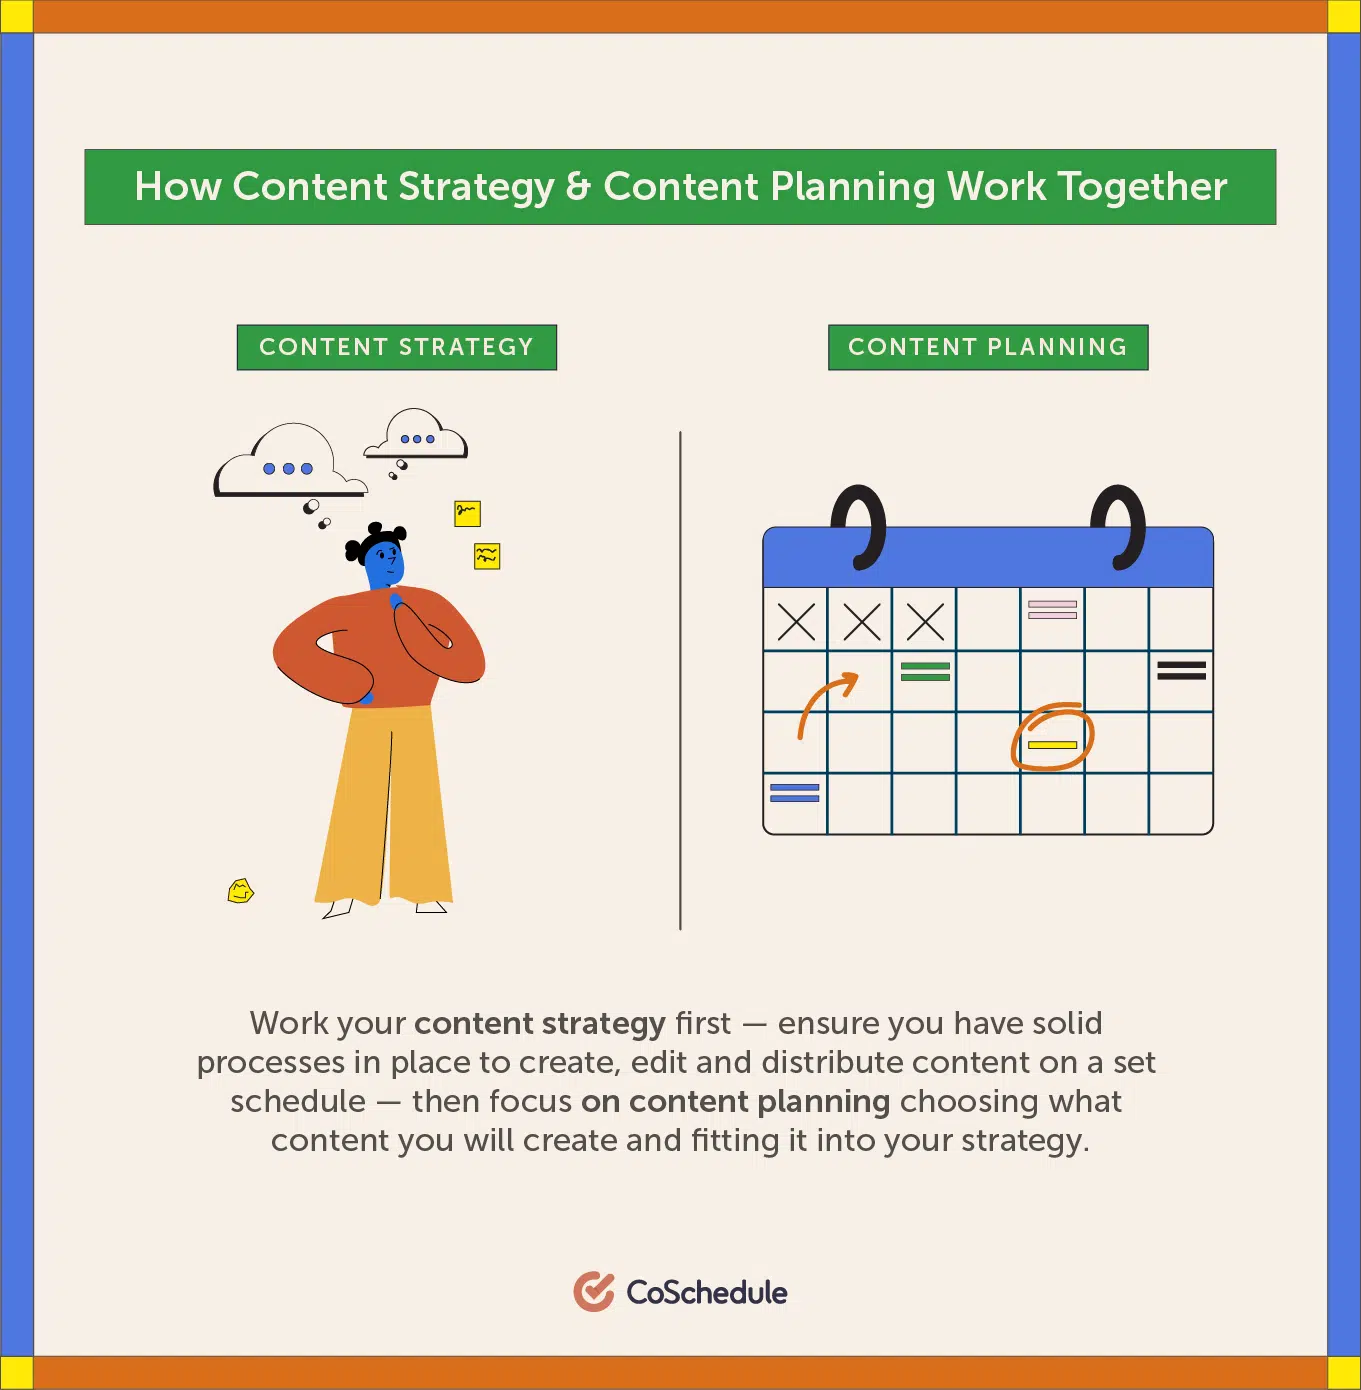 How Content Strategy & Content Planning Work Together
CONTENT STRATEGY
CONTENT PLANNING
Work your content strategy first — ensure you have solid
processes in place to create, edit and distribute content on a set
schedule — then focus on content planning choosing what
content you will create and fitting it into your strategy.
CoSchedule